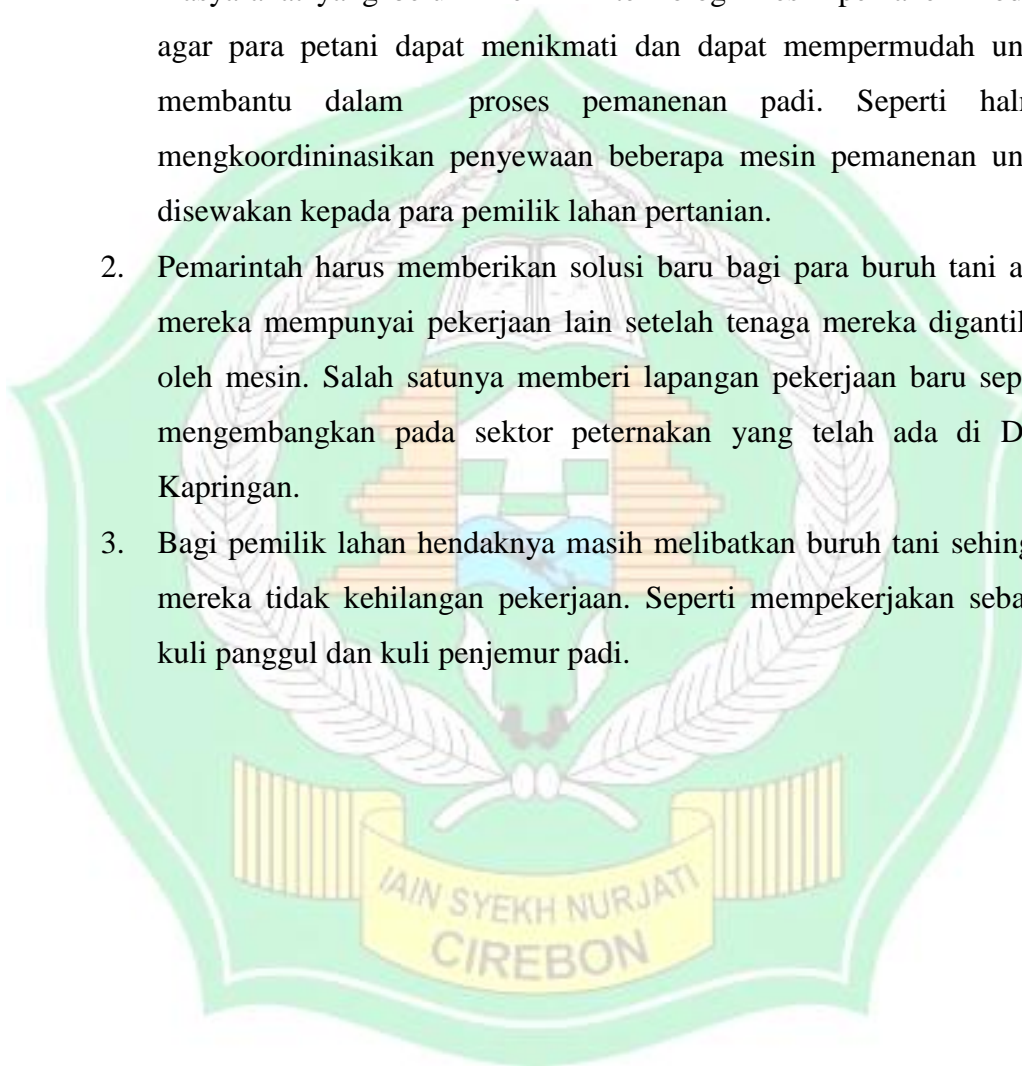 agar para petani dapat menikmati dan dapat mempermudah un
membantu dalam proses pemanenan padi. Seperti hal
mengkoordininasikan penyewaan beberapa mesin pemanenan un
disewakan kepada para pemilik lahan pertanian.
2. Pemarintah harus memberikan solusi baru bagi para buruh tani a
mereka mempunyai pekerjaan lain setelah tenaga mereka diganti
oleh mesin. Salah satunya memberi lapangan pekerjaan baru sep
mengembangkan pada sektor peternakan yang telah ada di D
Kapringan.
3. Bagi pemilik lahan hendaknya masih melibatkan buruh tani sehing
mereka tidak kehilangan pekerjaan. Seperti mempekerjakan seba
kuli panggul dan kuli penjemur padi.
IAIN SYEKH NURJATI
CIREBON